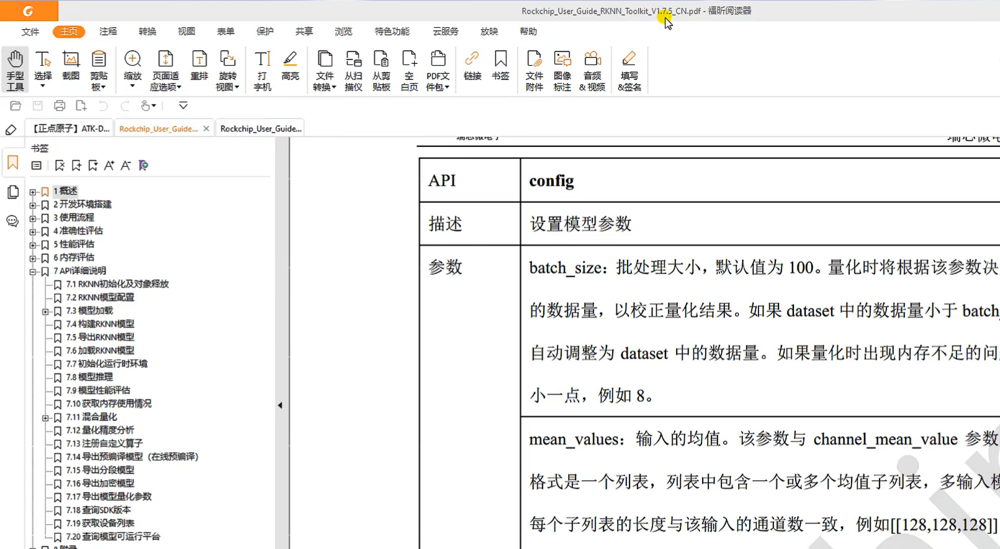 Rockchip_User_Guide_RKNN_Toolkit_V1.7.5_CN.pdf - 福昕阅读器
文件 主页 注释 转换 视图 表单 保护 共享 浏览 特色功能 云服务 放映 帮助
手型工具 选择 截图 剪贴板 缩放 页面适应选项 重排 旋转视图 打字机 高亮 文件转换 从扫描仪 从剪贴板 空白页 PDF文件包 链接 书签 文件附件 图像标注 音频&视频 填写&签名
【正点原子】ATK-D... Rockchip_User_Guide... Rockchip_User_Guide...
书签
1 概述
2 开发环境搭建
3 使用流程
4 准确性评估
5 性能评估
6 内存评估
7 API详细说明
7.1 RKNN初始化及对象释放
7.2 RKNN模型配置
7.3 模型加载
7.4 构建RKNN模型
7.5 导出RKNN模型
7.6 加载RKNN模型
7.7 初始化运行时环境
7.8 模型推理
7.9 模型性能评估
7.10 获取内存使用情况
7.11 混合量化
7.12 量化精度分析
7.13 注册自定义算子
7.14 导出预编译模型（在线预编译）
7.15 导出分段模型
7.16 导出加密模型
7.17 导出模型量化参数
7.18 查询SDK版本
7.19 获取设备列表
7.20 查询模型可运行平台
API config
描述 设置模型参数
参数 batch_size：批处理大小，默认值为 100。量化时将根据该参数决
的数据量，以校正量化结果。如果 dataset 中的数据量小于 batch_
自动调整为 dataset 中的数据量。如果量化时出现内存不足的问
小一点，例如 8。
mean_values：输入的均值。该参数与 channel_mean_value 参数
格式是一个列表，列表中包含一个或多个均值子列表，多输入模
每个子列表的长度与该输入的通道数一致，例如[[128,128,128]]